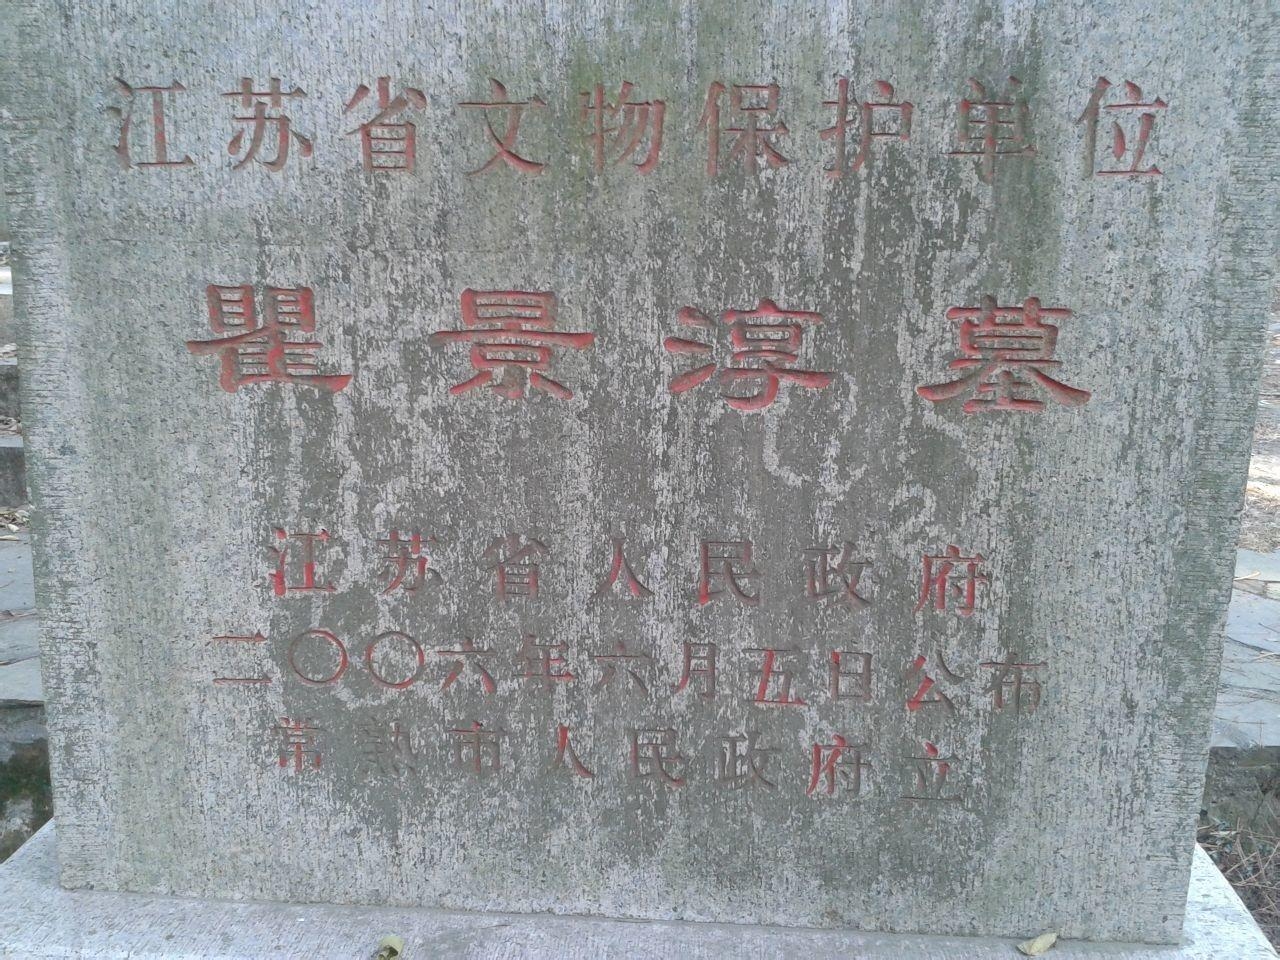 江苏省文物保护单位
瞿景淳墓
江苏省人民政府
二〇〇六年六月五日公布
常熟市人民政府立